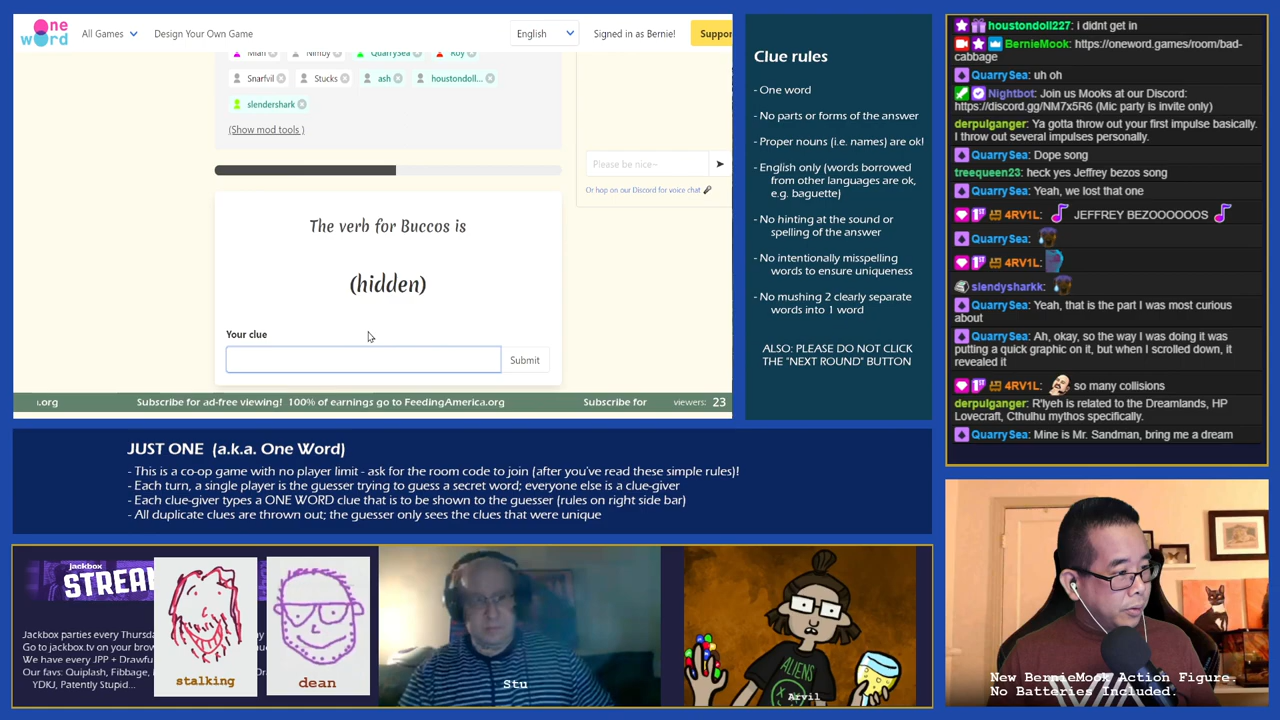 One
word
All Games
Design Your Own Game
English
Signed in as Bernie!
Suppor
QuarrySea
Roy
Snarfvil
Stucks
ash
houstondoll...
slendershark
(Show mod tools )
Please be nice~
Or hop on our Discord for voice chat
The verb for Buccos is
(hidden)
Your clue
Submit
.org
Subscribe for ad-free viewing! 100% of earnings go to FeedingAmerica.org
Subscribe for
viewers: 23
Clue rules
- One word
- No parts or forms of the answer
- Proper nouns (i.e. names) are ok!
- English only (words borrowed
from other languages are ok,
e.g. baguette)
- No hinting at the sound or
spelling of the answer
- No intentionally misspelling
words to ensure uniqueness
- No mushing 2 clearly separate
words into 1 word
ALSO: PLEASE DO NOT CLICK
THE "NEXT ROUND" BUTTON
houstondoll227: i didnt get in
BernieMook: https://oneword.games/room/bad-
cabbage
QuarrySea: uh oh
Nightbot: Join us Mooks at our Discord:
https://discord.gg/NM7x5R6 (Mic party is invite only)
derpulganger: Ya gotta throw out your first impulse basically.
I throw out several impulses personally.
QuarrySea: Dope song
treequeen23: heck yes Jeffrey bezos song
QuarrySea: Yeah, we lost that one
4RV1L: JEFFREY BEZOOOOOOS
QuarrySea:
4RV1L:
slendysharkk:
QuarrySea: Yeah, that is the part I was most curious
about
QuarrySea: Ah, okay, so the way I was doing it was
putting a quick graphic on it, but when I scrolled down, it
revealed it
4RV1L: so many collisions
derpulganger: R'lyeh is related to the Dreamlands, HP
Lovecraft, Cthulhu mythos specifically.
QuarrySea: Mine is Mr. Sandman, bring me a dream
JUST ONE (a.k.a. One Word)
- This is a co-op game with no player limit - ask for the room code to join (after you've read these simple rules)!
- Each turn, a single player is the guesser trying to guess a secret word; everyone else is a clue-giver
- Each clue-giver types a ONE WORD clue that is to be shown to the guesser (rules on right side bar)
- All duplicate clues are thrown out; the guesser only sees the clues that were unique
jackbox
STREA
Jackbox parties every Thursda
Go to jackbox.tv on your brow
We have every JPP + Drawfu
Our favs: Quiplash, Fibbage,
YDKJ, Patently Stupid...
stalking
dean
Stu
ALIENS
Arvil
New BernieMook Action Figure.
No Batteries Included.